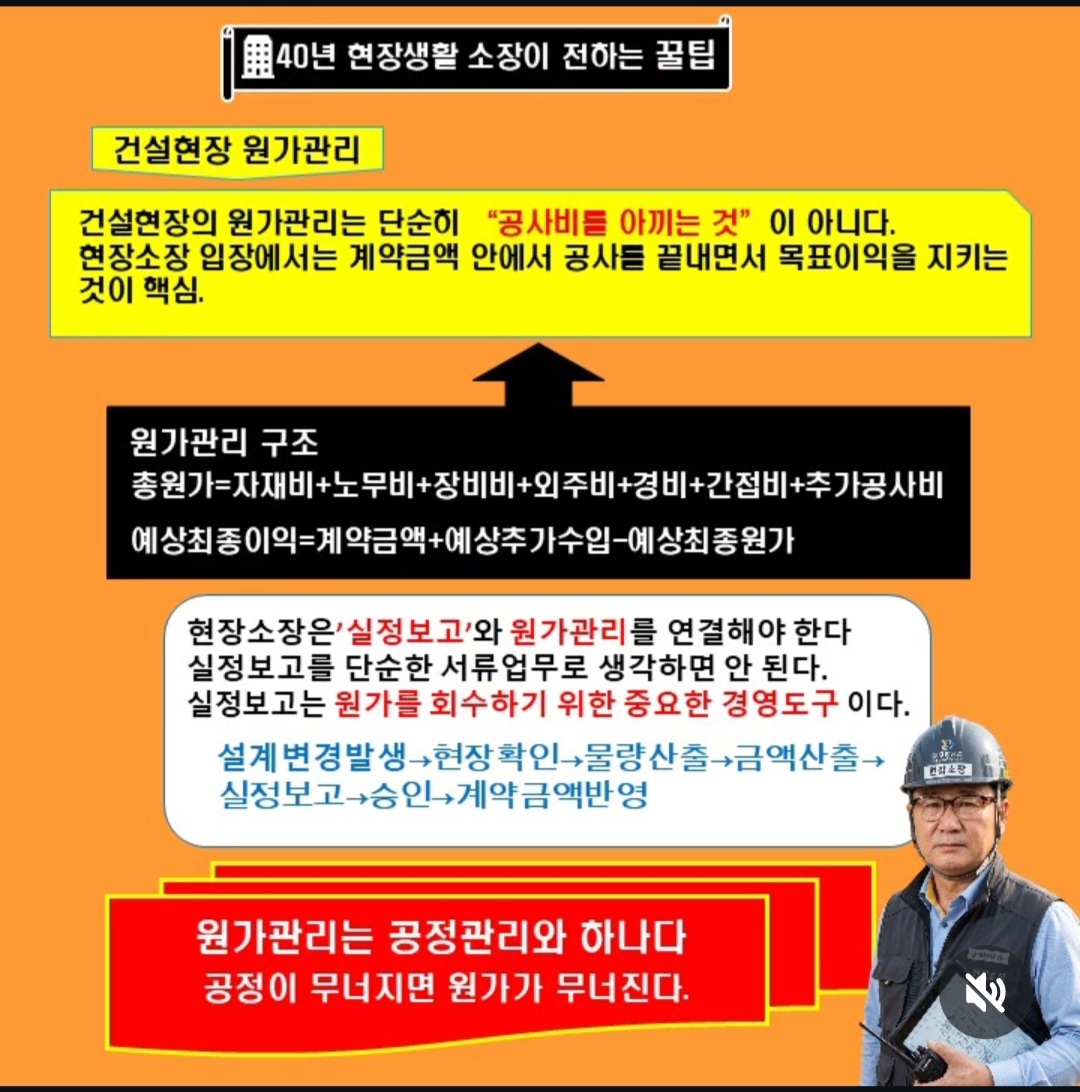 40년 현장생활 소장이 전하는 꿀팁
건설현장 원가관리
건설현장의 원가관리는 단순히 “공사비를 아끼는 것” 이 아니다.
현장소장 입장에서는 계약금액 안에서 공사를 끝내면서 목표이익을 지키는
것이 핵심.
원가관리 구조
총원가=자재비+노무비+장비비+외주비+경비+간접비+추가공사비
예상최종이익=계약금액+예상추가수입-예상최종원가
현장소장은'실정보고'와 원가관리를 연결해야 한다
실정보고를 단순한 서류업무로 생각하면 안 된다.
실정보고는 원가를 회수하기 위한 중요한 경영도구 이다.
설계변경발생→현장확인→물량산출→금액산출→
실정보고→승인→계약금액반영
현장소장
원가관리는 공정관리와 하나다
공정이 무너지면 원가가 무너진다.